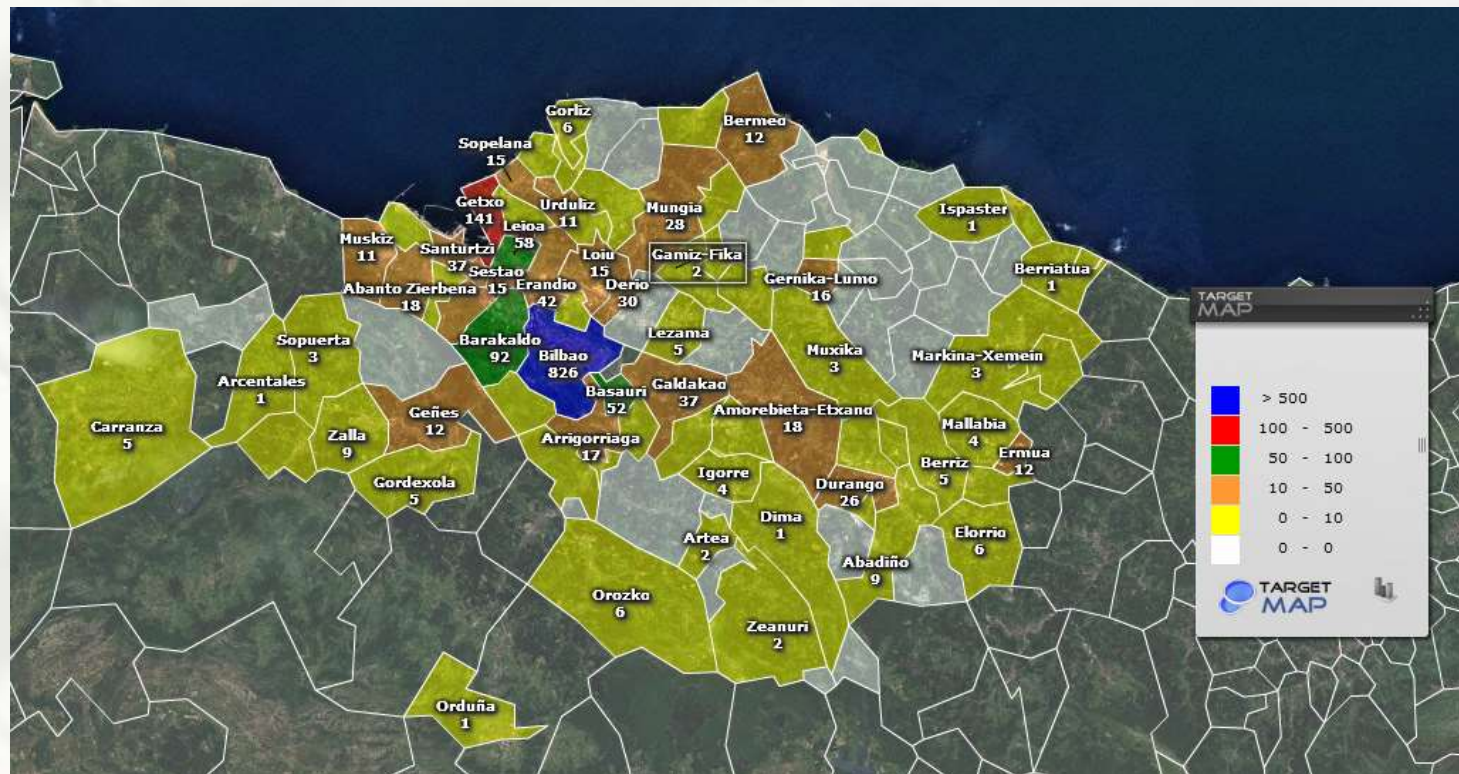 Gorliz
6
Bermeo
12
Sopelana
15
Getxo
141
Leioa
58
Urduliz
11
Mungia
28
Ispaster
1
Muskiz
11
Santurtzi
37
Loiu
15
Gamiz-Fika
2
Berriatua
1
Sestao
15
Erandio
42
Derio
30
Gernika-Lumo
16
Abanto Zierbena
18
Sopuerta
3
Barakaldo
92
Bilbao
826
Lezama
5
Muxika
3
Markina-Xemein
3
Arcentales
1
Basauri
52
Galdakao
37
Amorebieta-Etxano
18
Carranza
5
Zalla
9
Geñes
12
Arrigorriaga
17
Mallabia
4
Ermua
12
Gordexola
5
Igorre
4
Durango
26
Berriz
5
Dima
1
Artea
2
Abadiño
9
Elorrio
6
Orozko
6
Zeanuri
2
Orduña
1
TARGET
MAP
> 500
100 - 500
50 - 100
10 - 50
0 - 10
0 - 0
TARGET
MAP